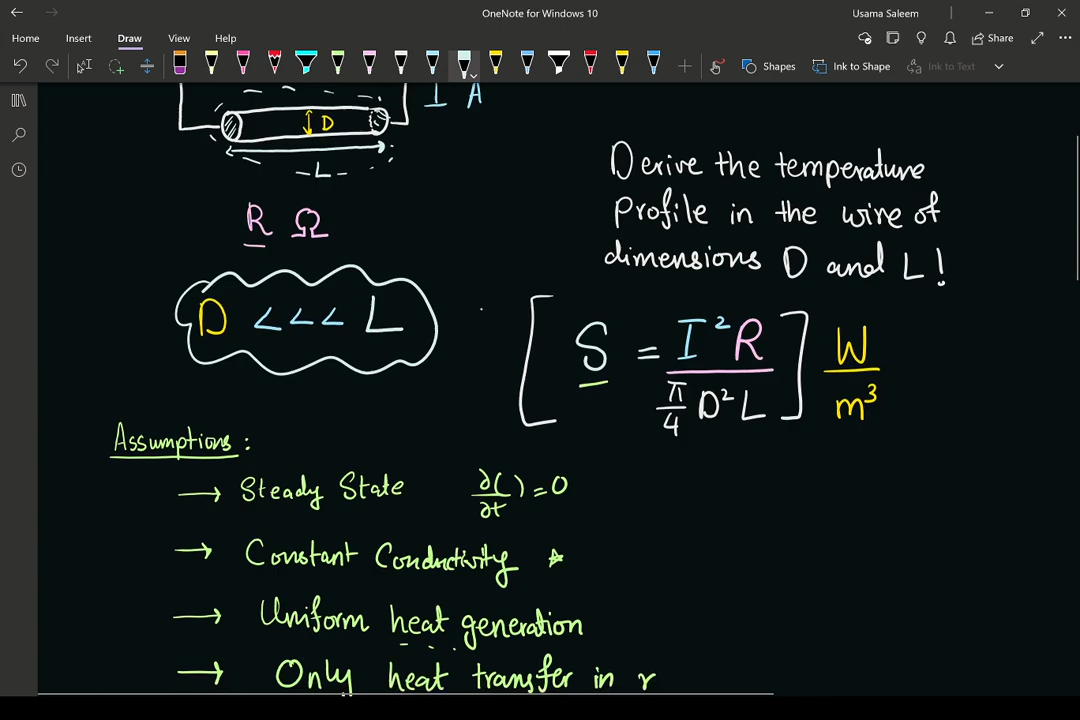 OneNote for Windows 10
Usama Saleem
Home Insert Draw View Help
Share
Shapes Ink to Shape Ink to Text
I A
D
L
R Ω
D <<< L
Derive the temperature
Profile in the wire of
dimensions D and L!
[ S = I²R / π/4 D²L ] W/m³
Assumptions:
→ Steady State ∂( )/∂t = 0
→ Constant Conductivity ☆
→ Uniform heat generation
→ Only heat transfer in r